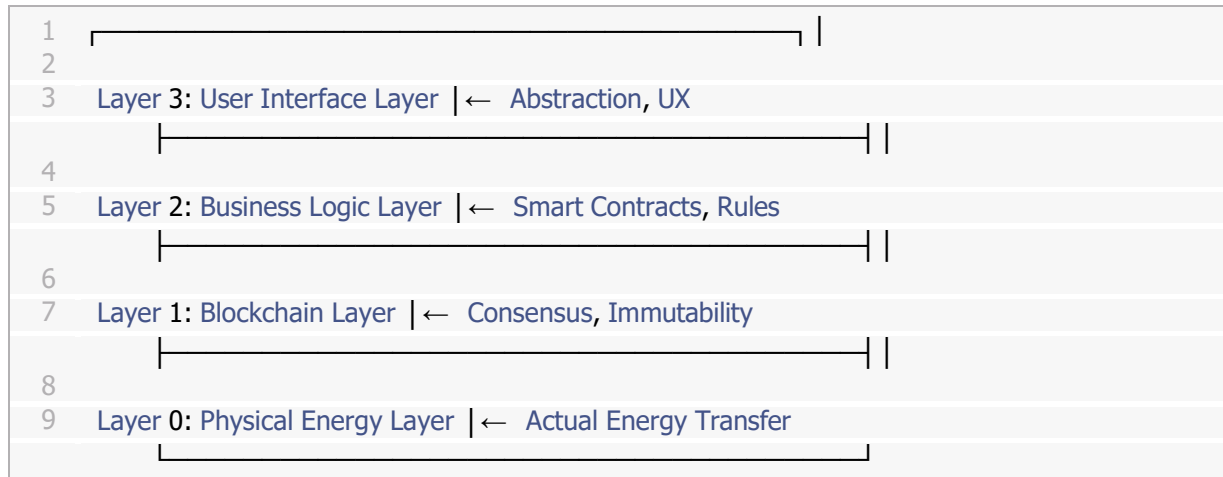 1 ┌─────────────────────────────────────────┐ │
2
3 Layer 3: User Interface Layer │← Abstraction, UX
├─────────────────────────────────────────┤ │
4
5 Layer 2: Business Logic Layer │← Smart Contracts, Rules
├─────────────────────────────────────────┤ │
6
7 Layer 1: Blockchain Layer │← Consensus, Immutability
├─────────────────────────────────────────┤ │
8
9 Layer 0: Physical Energy Layer │← Actual Energy Transfer
└─────────────────────────────────────────┘